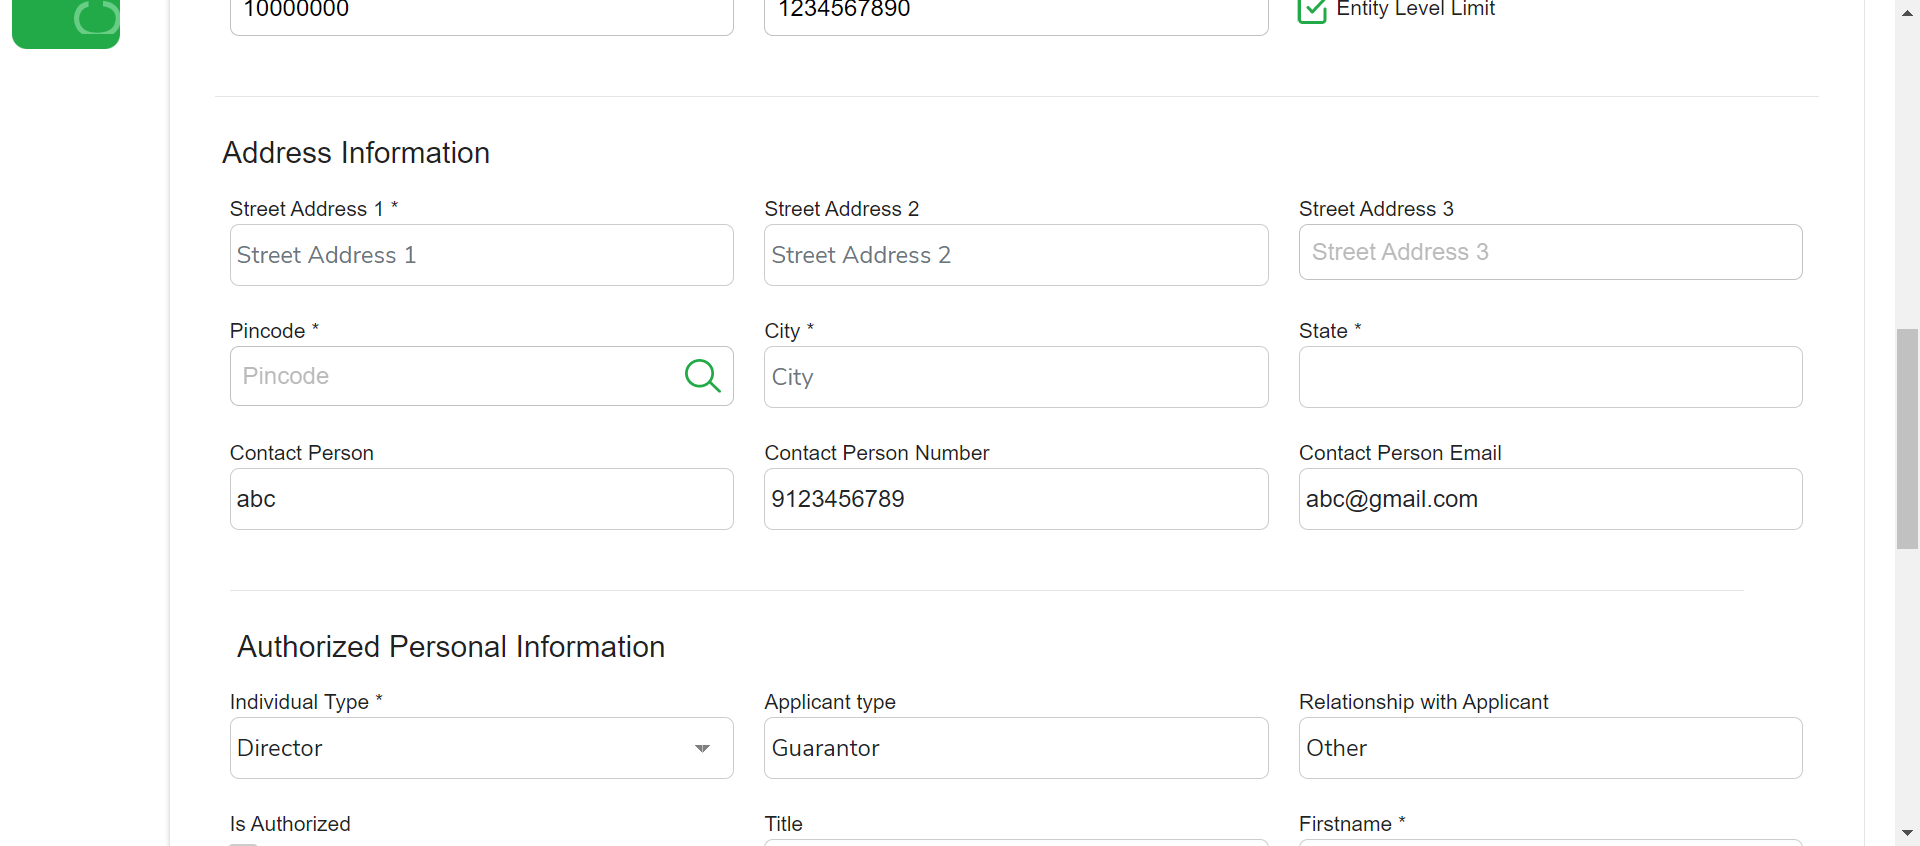 10000000 1234567890 Entity Level Limit
Address Information
Street Address 1 * Street Address 2 Street Address 3
Street Address 1 Street Address 2 Street Address 3
Pincode * City * State *
Pincode City
Contact Person Contact Person Number Contact Person Email
abc 9123456789 abc@gmail.com
Authorized Personal Information
Individual Type * Applicant type Relationship with Applicant
Director Guarantor Other
Is Authorized Title Firstname *